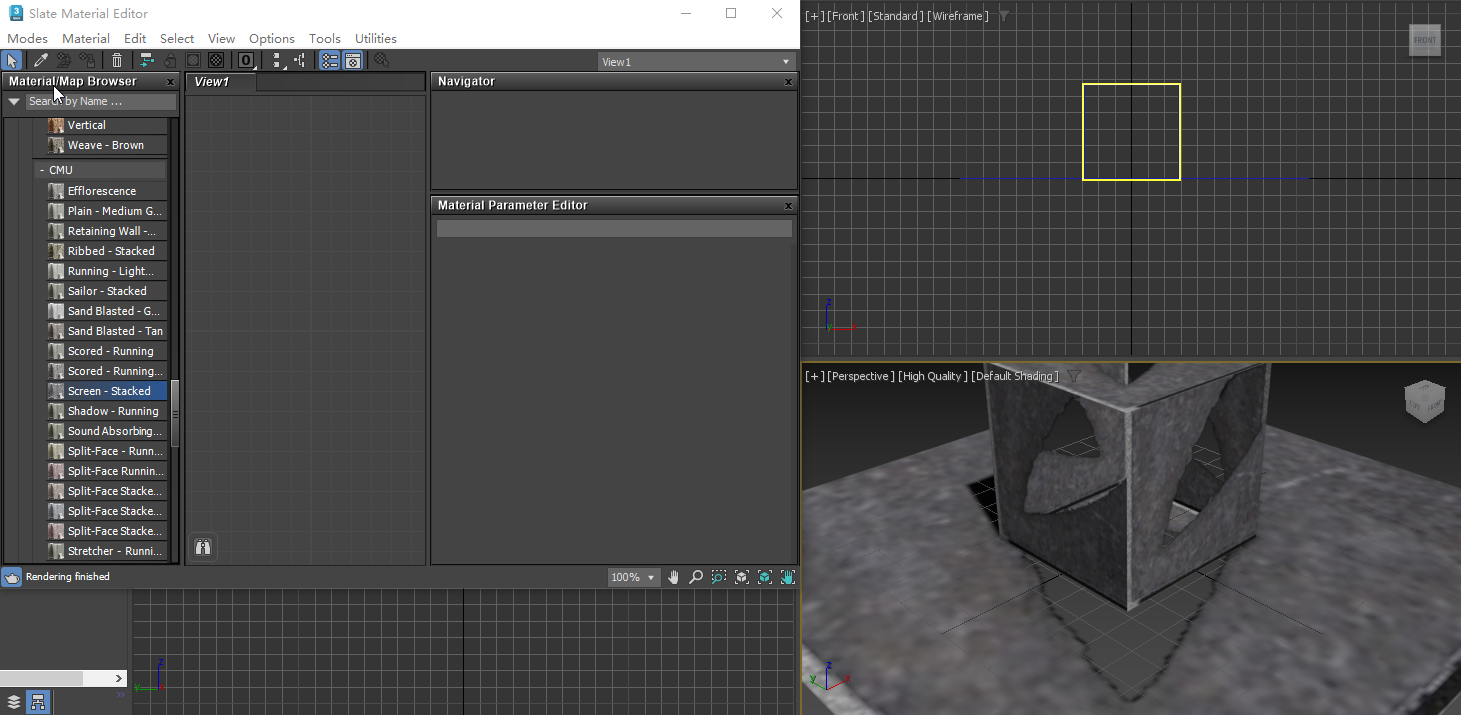 Slate Material Editor
Modes Material Edit Select View Options Tools Utilities
View1
Material/Map Browser
Search by Name ...
Vertical
Weave - Brown
- CMU
Efflorescence
Plain - Medium G...
Retaining Wall -...
Ribbed - Stacked
Running - Light...
Sailor - Stacked
Sand Blasted - G...
Sand Blasted - Tan
Scored - Running
Scored - Running...
Screen - Stacked
Shadow - Running
Sound Absorbing...
Split-Face - Runn...
Split-Face Runnin...
Split-Face Stacke...
Split-Face Stacke...
Split-Face Stacke...
Stretcher - Runni...
View1
Navigator
Material Parameter Editor
Rendering finished
100%
[+] [Front] [Standard] [Wireframe]
FRONT
z
x
y
[+] [Perspective] [High Quality] [Default Shading]
z
y
x
z
y